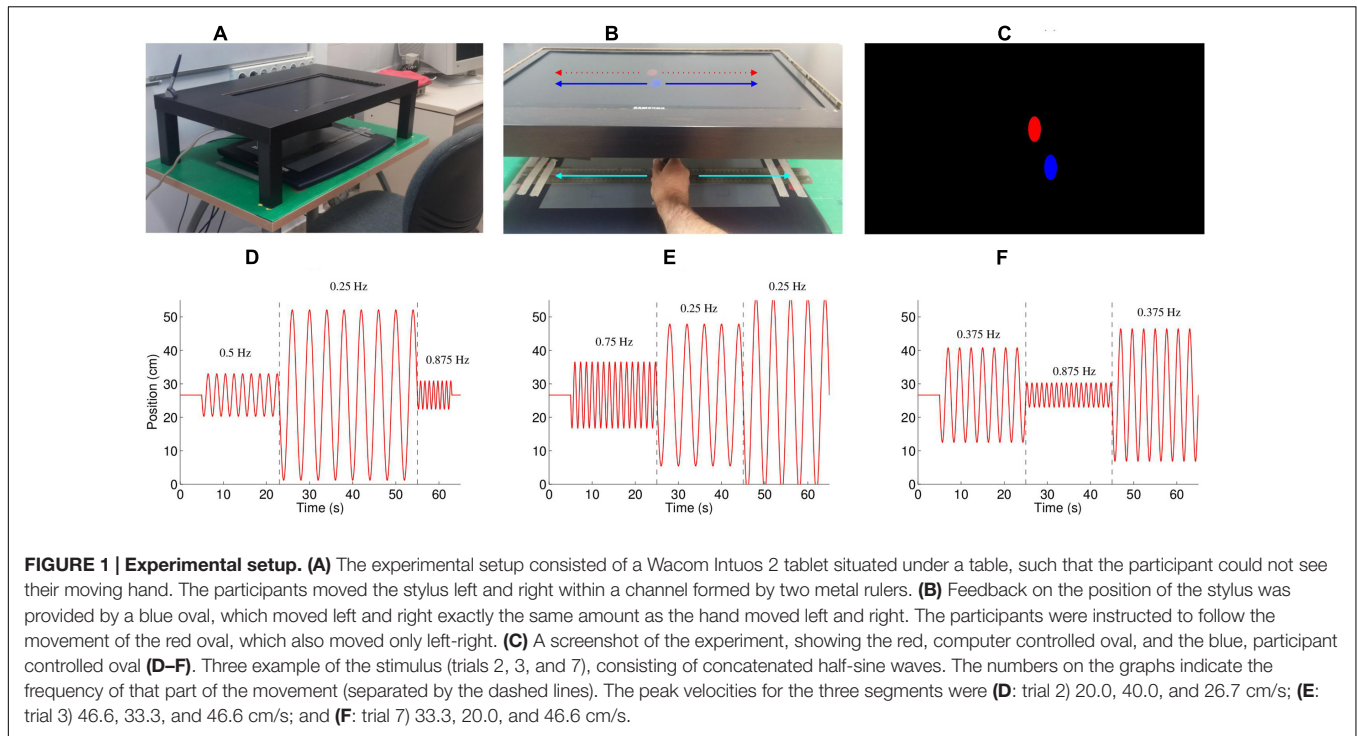 A
B
C
SAMSUNG
D
E
F
0.25 Hz
0.5 Hz
0.875 Hz
Position (cm)
50
40
30
20
10
0
0 10 20 30 40 50 60
Time (s)
0.25 Hz
0.25 Hz
0.75 Hz
50
40
30
20
10
0
0 10 20 30 40 50 60
Time (s)
0.375 Hz
0.375 Hz
0.875 Hz
50
40
30
20
10
0
0 10 20 30 40 50 60
Time (s)
FIGURE 1 | Experimental setup. (A) The experimental setup consisted of a Wacom Intuos 2 tablet situated under a table, such that the participant could not see
their moving hand. The participants moved the stylus left and right within a channel formed by two metal rulers. (B) Feedback on the position of the stylus was
provided by a blue oval, which moved left and right exactly the same amount as the hand moved left and right. The participants were instructed to follow the
movement of the red oval, which also moved only left-right. (C) A screenshot of the experiment, showing the red, computer controlled oval, and the blue, participant
controlled oval (D–F). Three example of the stimulus (trials 2, 3, and 7), consisting of concatenated half-sine waves. The numbers on the graphs indicate the
frequency of that part of the movement (separated by the dashed lines). The peak velocities for the three segments were (D: trial 2) 20.0, 40.0, and 26.7 cm/s; (E:
trial 3) 46.6, 33.3, and 46.6 cm/s; and (F: trial 7) 33.3, 20.0, and 46.6 cm/s.